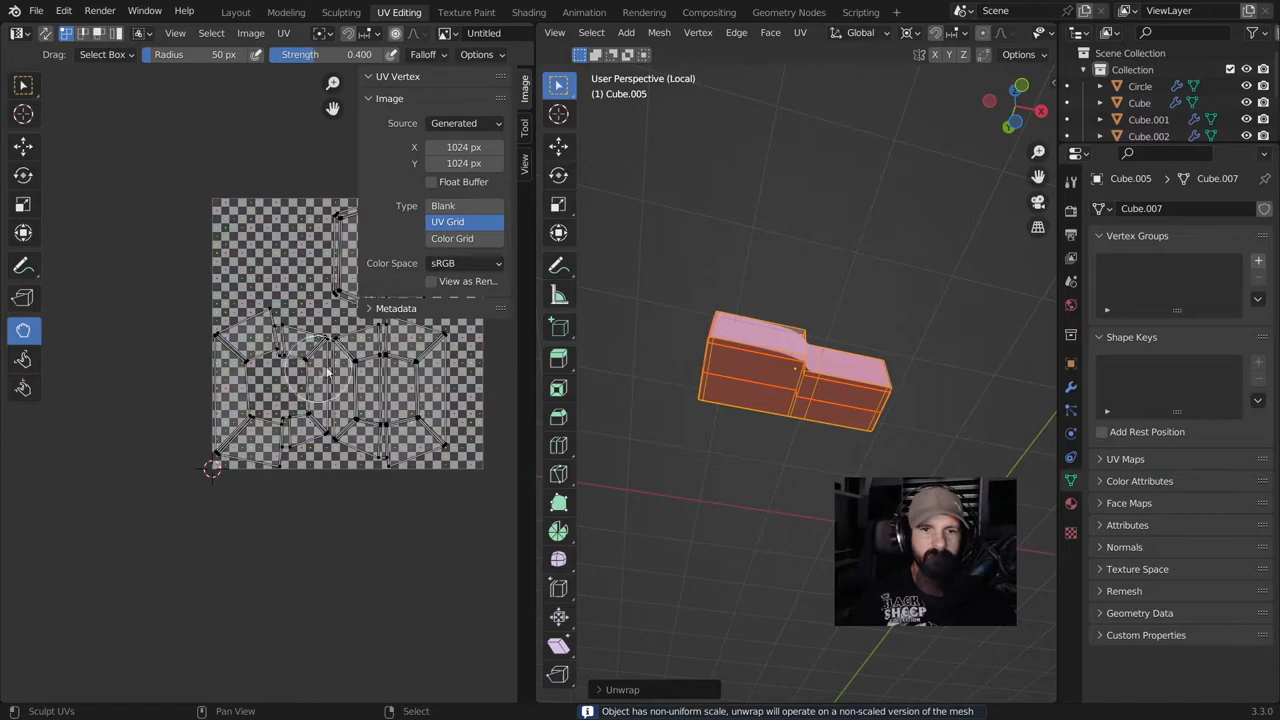 File Edit Render Window Help Layout Modeling Sculpting UV Editing Texture Paint Shading Animation Rendering Compositing Geometry Nodes Scripting Scene ViewLayer
View Select Image UV Untitled View Select Add Mesh Vertex Edge Face UV Global
Drag: Select Box Radius 50 px Strength 0.400 Falloff Options X Y Z Options
Scene Collection
Collection
Circle
Cube
Cube.001
Cube.002
UV Vertex
Image
Source Generated
X 1024 px
Y 1024 px
Float Buffer
Type Blank
UV Grid
Color Grid
Color Space sRGB
View as Ren...
Metadata
Image
Tool
View
User Perspective (Local)
(1) Cube.005
X
Y
Z
Cube.005 Cube.007
Cube.007
Vertex Groups
Shape Keys
Add Rest Position
UV Maps
Color Attributes
Face Maps
Attributes
Normals
Texture Space
Remesh
Geometry Data
Custom Properties
BLACK
SHEEP
Unwrap
Sculpt UVs Pan View Select Object has non-uniform scale, unwrap will operate on a non-scaled version of the mesh 3.3.0